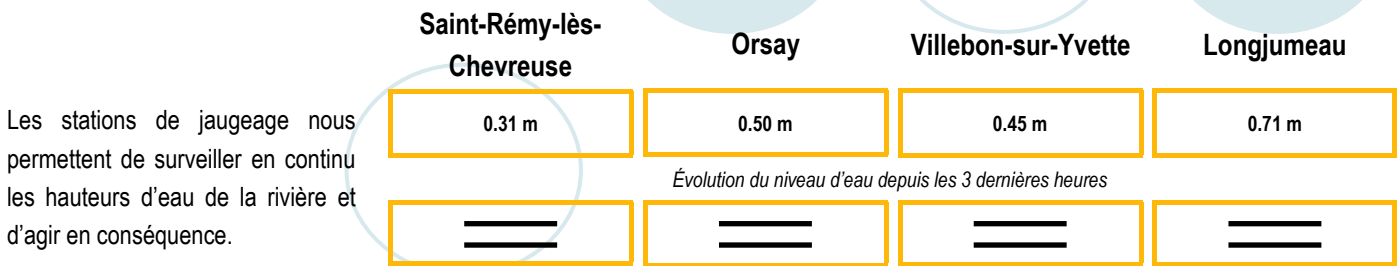 Saint-Rémy-lès-
Chevreuse
Orsay
Villebon-sur-Yvette
Longjumeau
Les stations de jaugeage nous
permettent de surveiller en continu
les hauteurs d'eau de la rivière et
d'agir en conséquence.
0.31 m
0.50 m
0.45 m
0.71 m
Évolution du niveau d'eau depuis les 3 dernières heures